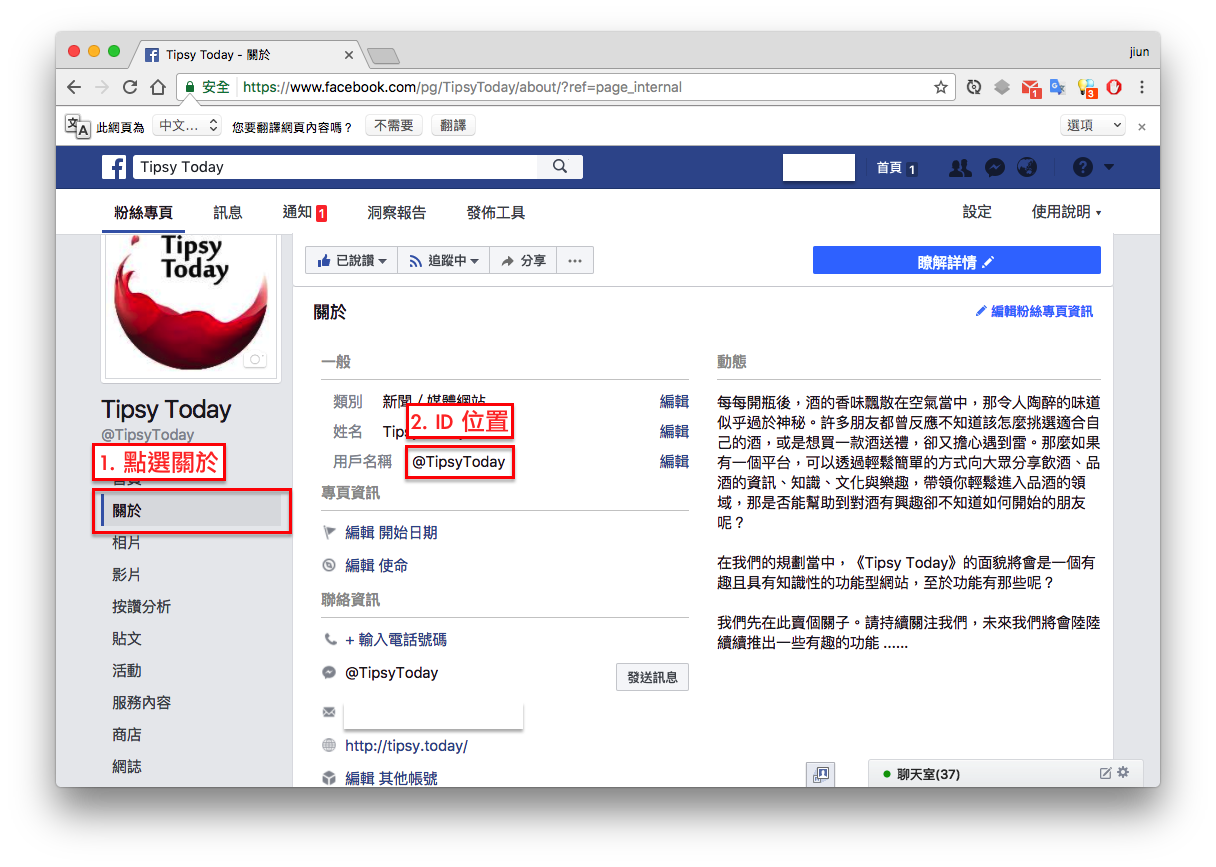 Tipsy Today - 關於
jiun
安全 https://www.facebook.com/pg/TipsyToday/about/?ref=page_internal
1
3
文A 此網頁為 中文... 您要翻譯網頁內容嗎？ 不需要 翻譯 選項
Tipsy Today
首頁 1
粉絲專頁 訊息 通知 1 洞察報告 發佈工具 設定 使用說明
Tipsy
Today
已說讚 追蹤中 分享 ...
瞭解詳情
關於
編輯粉絲專頁資訊
Tipsy Today
@TipsyToday
1. 點選關於
關於
相片
影片
按讚分析
貼文
活動
服務內容
商店
網誌
一般
類別 新聞 / 媒體網站 編輯
2. ID 位置
姓名 編輯
用戶名稱 @TipsyToday 編輯
專頁資訊
編輯 開始日期
編輯 使命
聯絡資訊
+ 輸入電話號碼
@TipsyToday 發送訊息
http://tipsy.today/
編輯 其他帳號
動態
每每開瓶後，酒的香味飄散在空氣當中，那令人陶醉的味道
似乎過於神秘。許多朋友都曾反應不知道該怎麼挑選適合自
己的酒，或是想買一款酒送禮，卻又擔心遇到雷。那麼如果
有一個平台，可以透過輕鬆簡單的方式向大眾分享飲酒、品
酒的資訊、知識、文化與樂趣，帶領你輕鬆進入品酒的領
域，那是否能幫助到對酒有興趣卻不知道如何開始的朋友
呢？
在我們的規劃當中，《Tipsy Today》的面貌將會是一個有
趣且具有知識性的功能型網站，至於功能有那些呢？
我們先在此賣個關子。請持續關注我們，未來我們將會陸陸
續續推出一些有趣的功能 ......
聊天室(37)